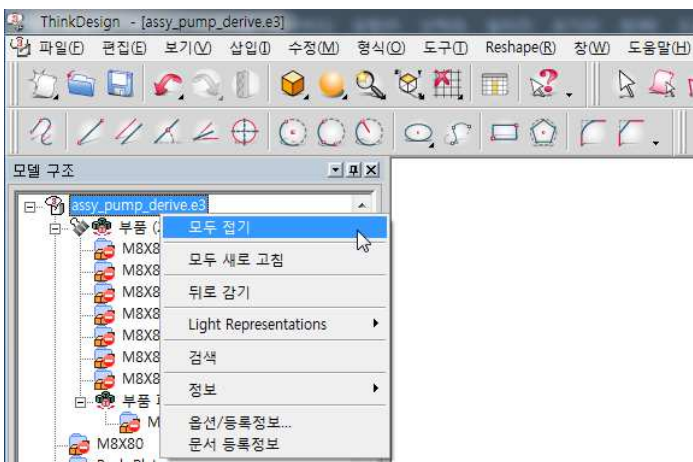 ThinkDesign - [assy_pump_derive.e3]
파일(F) 편집(E) 보기(V) 삽입(I) 수정(M) 형식(O) 도구(T) Reshape(R) 창(W) 도움말(H)
모델 구조
assy_pump_derive.e3
부품
모두 접기
M8X8
모두 새로 고침
M8X8
M8X8
뒤로 감기
M8X8
Light Representations
M8X8
M8X8
검색
M8X8
정보
부품
M
옵션/등록정보...
M8X80
문서 등록정보